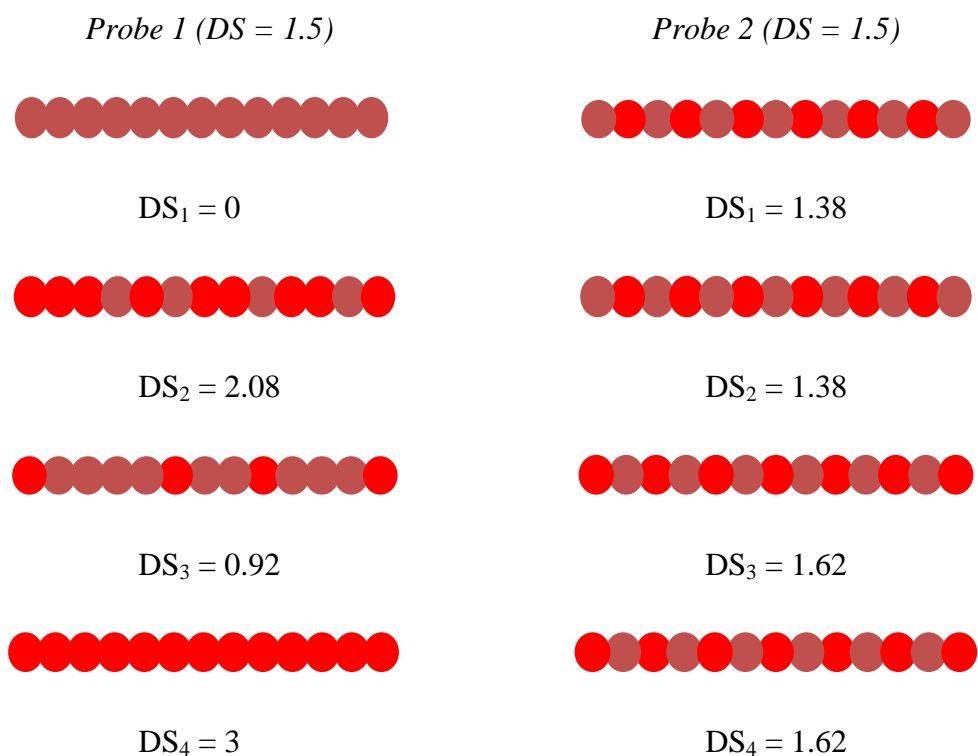 Probe 1 (DS = 1.5)
Probe 2 (DS = 1.5)
DS₁ = 0
DS₁ = 1.38
DS₂ = 2.08
DS₂ = 1.38
DS₃ = 0.92
DS₃ = 1.62
DS₄ = 3
DS₄ = 1.62